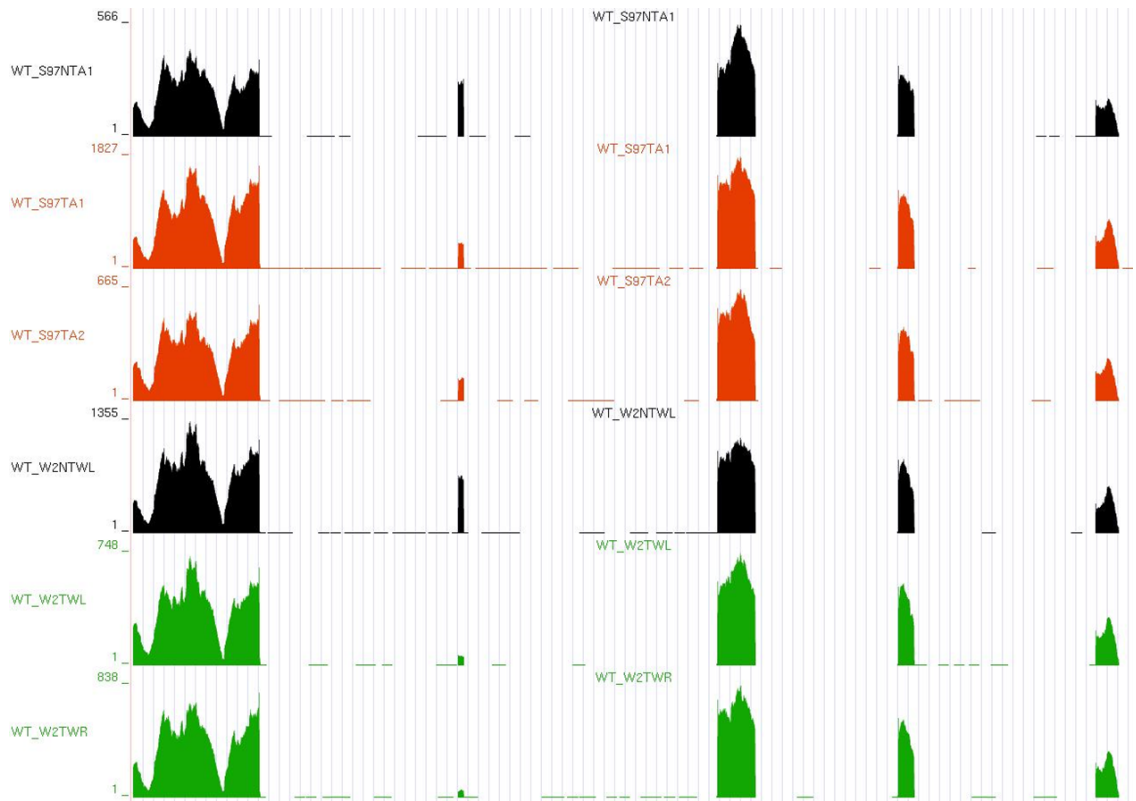 566 _ WT_S97NTA1
WT_S97NTA1
1 _
1827 _ WT_S97TA1
WT_S97TA1
1 _
665 _ WT_S97TA2
WT_S97TA2
1 _
1355 _ WT_W2NTWL
WT_W2NTWL
1 _
748 _ WT_W2TWL
WT_W2TWL
1 _
838 _ WT_W2TWR
WT_W2TWR
1 _